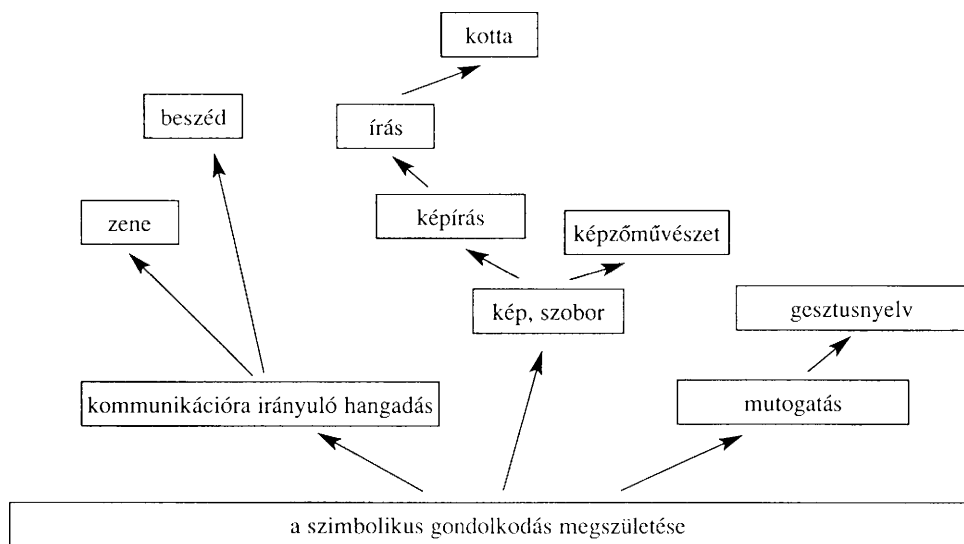 kotta
beszéd
írás
zene
képírás
képzőművészet
kép, szobor
gesztusnyelv
kommunikációra irányuló hangadás
mutogatás
a szimbolikus gondolkodás megszületése